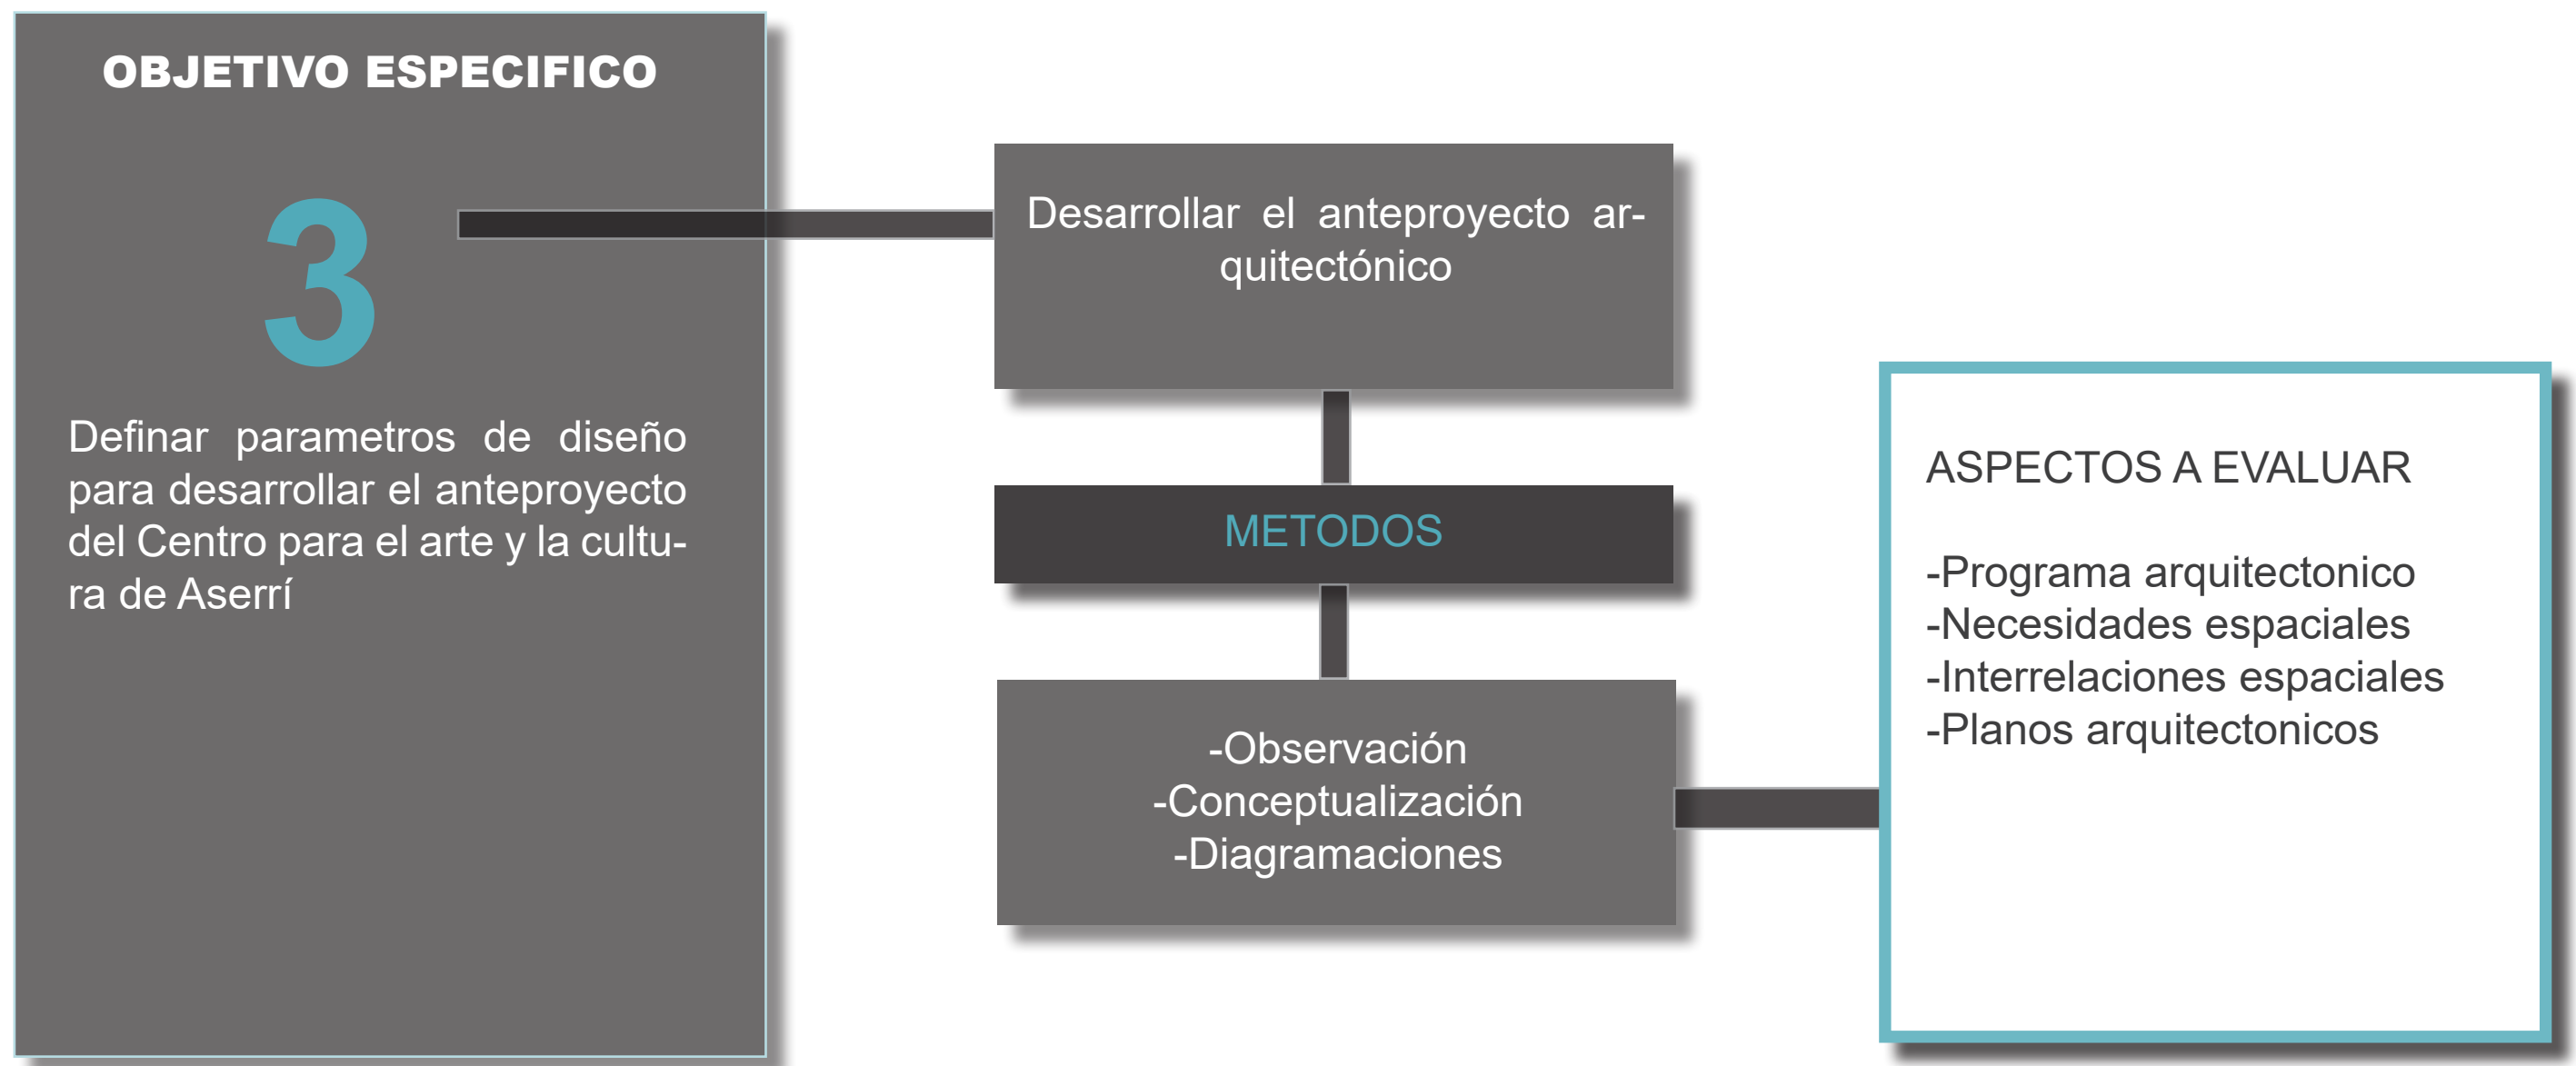 OBJETIVO ESPECIFICO
3
Definar parametros de diseño
para desarrollar el anteproyecto
del Centro para el arte y la cultu-
ra de Aserrí
Desarrollar el anteproyecto ar-
quitectónico
METODOS
-Observación
-Conceptualización
-Diagramaciones
ASPECTOS A EVALUAR
-Programa arquitectonico
-Necesidades espaciales
-Interrelaciones espaciales
-Planos arquitectonicos